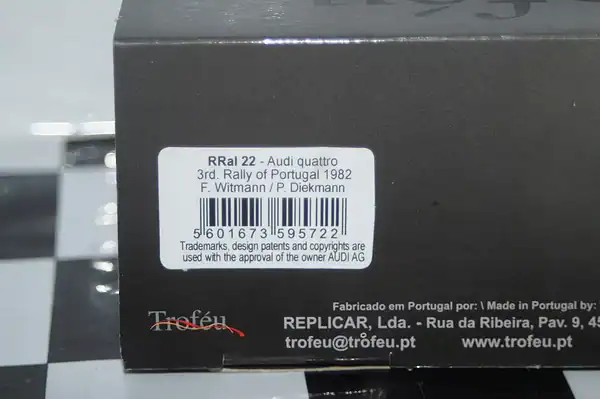 RRal 22 - Audi quattro
3rd. Rally of Portugal 1982
F. Witmann / P. Diekmann
5 601673 595722
Trademarks, design patents and copyrights are
used with the approval of the owner AUDI AG
Fabricado em Portugal por: \ Made in Portugal by:
Troféu
REPLICAR, Lda. - Rua da Ribeira, Pav. 9, 45
trofeu@trofeu.pt www.trofeu.pt